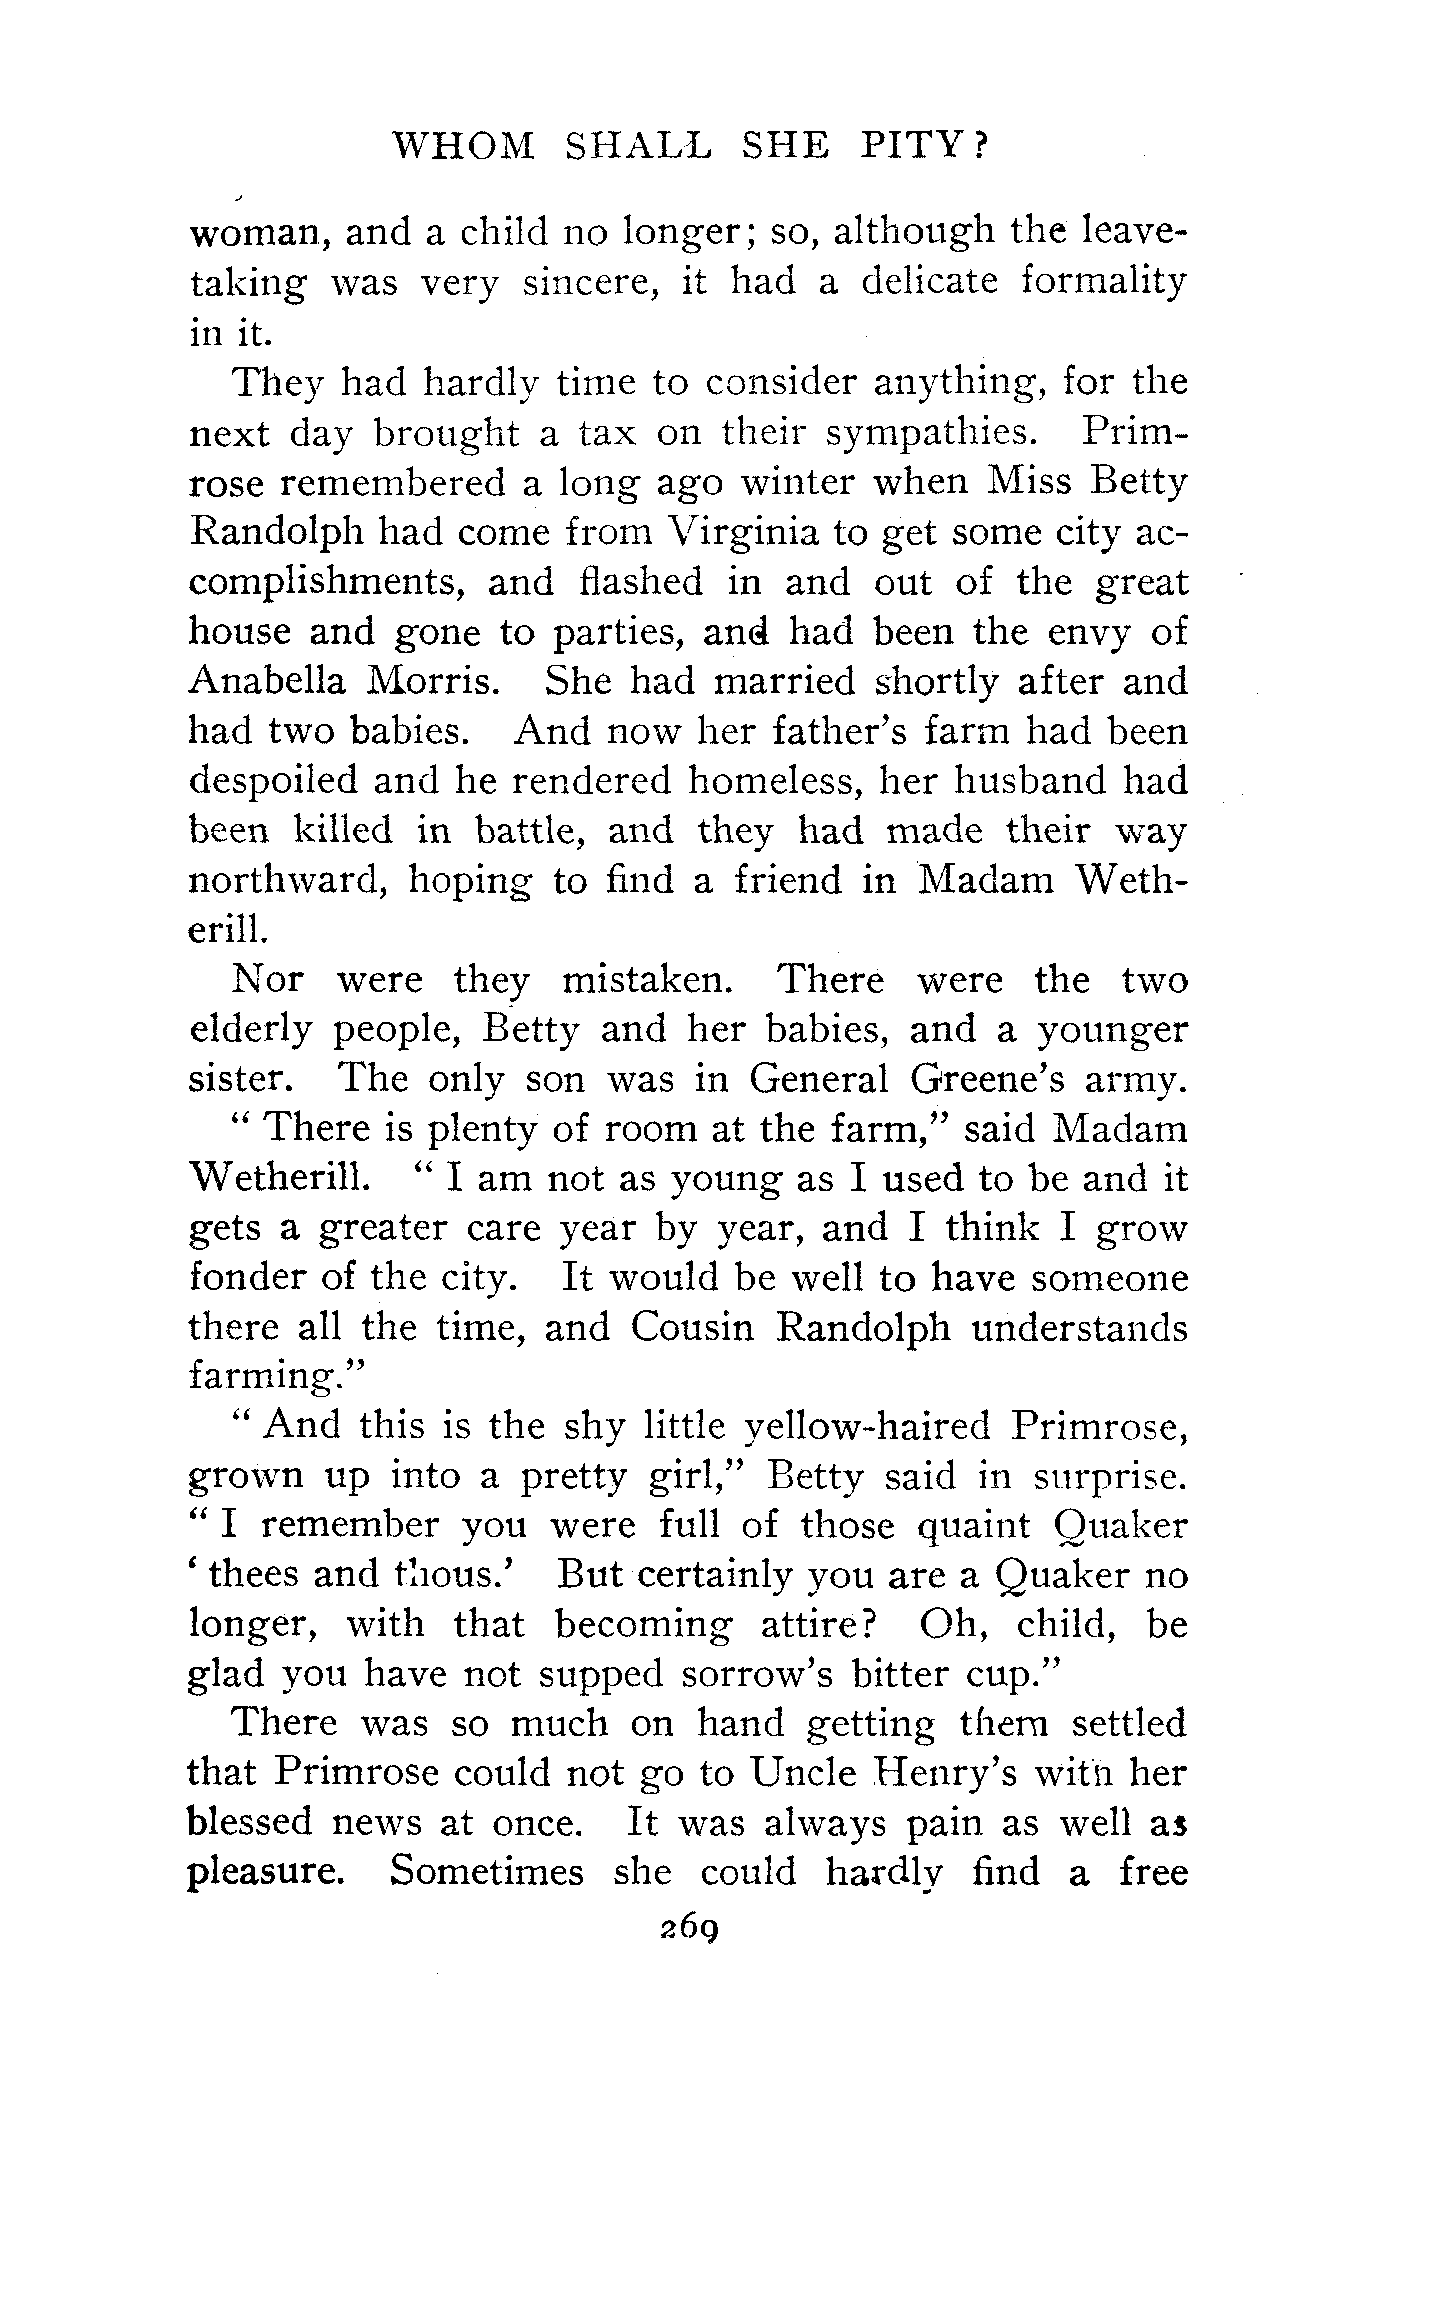 WHOM SHALL SHE PITY?
woman, and a child no longer; so, although the leave-
taking was very sincere, it had a delicate formality
in it.
They had hardly time to consider anything, for the
next day brought a tax on their sympathies. Prim-
rose remembered a long ago winter when Miss Betty
Randolph had come from Virginia to get some city ac-
complishments, and flashed in and out of the great
house and gone to parties, and had been the envy of
Anabella Morris. She had married shortly after and
had two babies. And now her father's farm had been
despoiled and he rendered homeless, her husband had
been killed in battle, and they had made their way
northward, hoping to find a friend in Madam Weth-
erill.
Nor were they mistaken. There were the two
elderly people, Betty and her babies, and a younger
sister. The only son was in General Greene's army.
"There is plenty of room at the farm," said Madam
Wetherill. "I am not as young as I used to be and it
gets a greater care year by year, and I think I grow
fonder of the city. It would be well to have someone
there all the time, and Cousin Randolph understands
farming."
"And this is the shy little yellow-haired Primrose,
grown up into a pretty girl," Betty said in surprise.
"I remember you were full of those quaint Quaker
'thees and thous.' But certainly you are a Quaker no
longer, with that becoming attire? Oh, child, be
glad you have not supped sorrow's bitter cup."
There was so much on hand getting them settled
that Primrose could not go to Uncle Henry's with her
blessed news at once. It was always pain as well as
pleasure. Sometimes she could hardly find a free
269